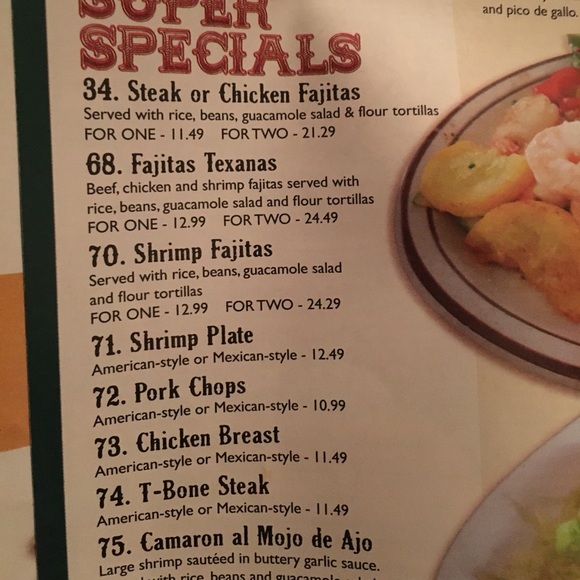 and pico de gallo.
SUPER
SPECIALS
34. Steak or Chicken Fajitas
Served with rice, beans, guacamole salad & flour tortillas
FOR ONE - 11.49 FOR TWO - 21.29
68. Fajitas Texanas
Beef, chicken and shrimp fajitas served with
rice, beans, guacamole salad and flour tortillas
FOR ONE - 12.99 FOR TWO - 24.49
70. Shrimp Fajitas
Served with rice, beans, guacamole salad
and flour tortillas
FOR ONE - 12.99 FOR TWO - 24.29
71. Shrimp Plate
American-style or Mexican-style - 12.49
72. Pork Chops
American-style or Mexican-style - 10.99
73. Chicken Breast
American-style or Mexican-style - 11.49
74. T-Bone Steak
American-style or Mexican-style - 11.49
75. Camaron al Mojo de Ajo
Large shrimp sautéed in buttery garlic sauce.
with rice, beans and guacamole